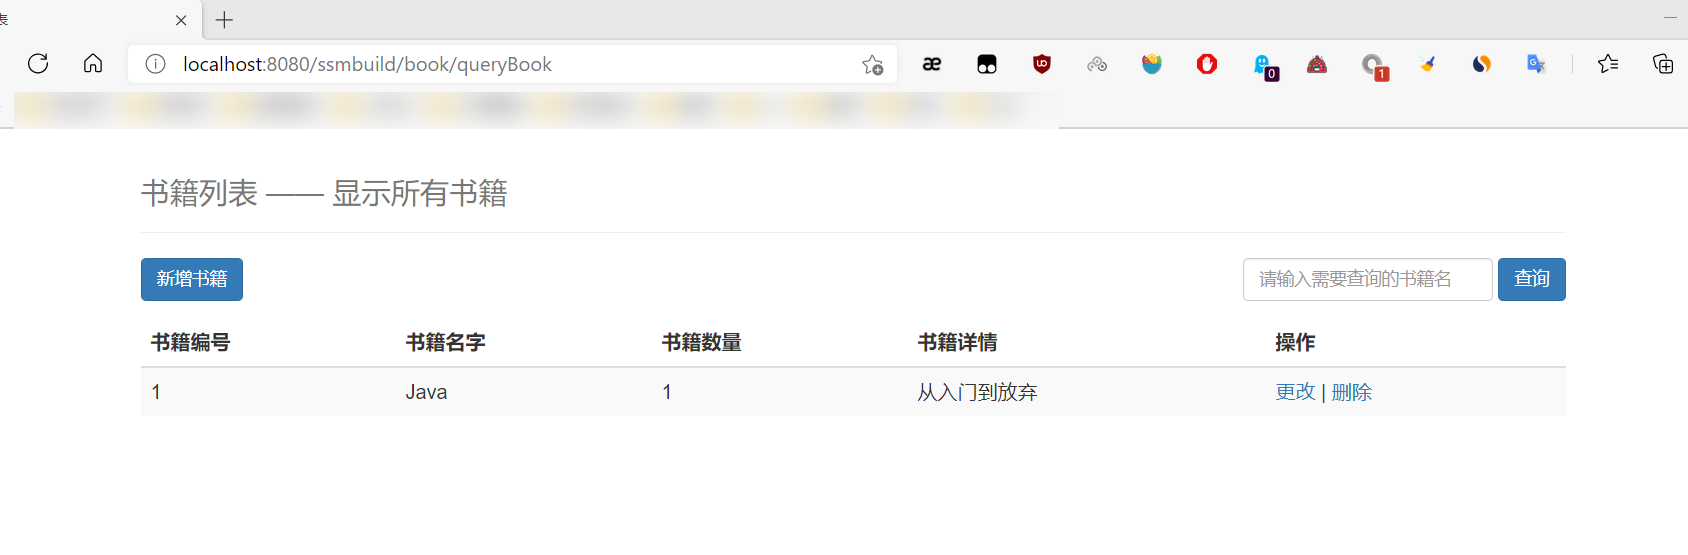 表
localhost:8080/ssmbuild/book/queryBook
0
1
书籍列表 —— 显示所有书籍
新增书籍 请输入需要查询的书籍名 查询
书籍编号 书籍名字 书籍数量 书籍详情 操作
1 Java 1 从入门到放弃 更改 | 删除